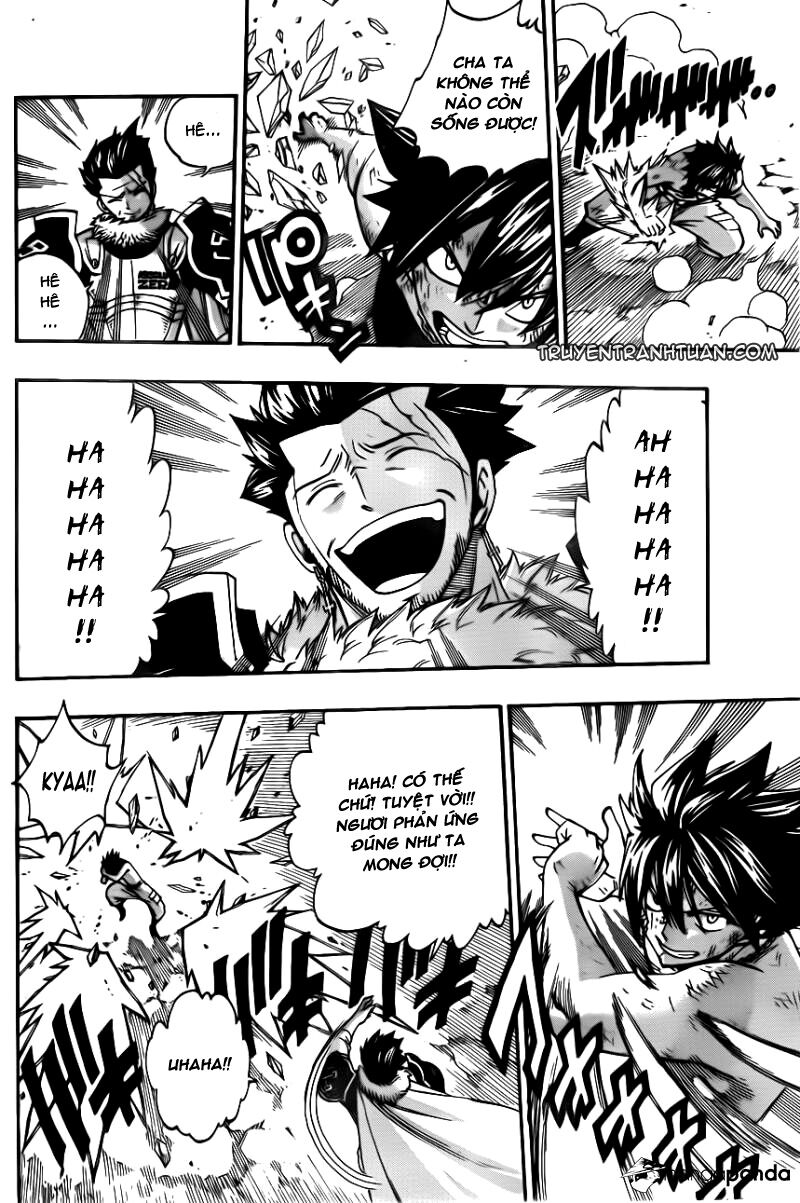 CHA TA
KHÔNG THỂ
NÀO CÒN
SỐNG ĐƯỢC!
HÊ...
HÊ
HÊ
...
TRUYENTRANHTUAN.COM
AH
HA
HA
HA
HA
!!
HA
HA
HA
HA
HA
!!
HAHA! CÓ THẾ
CHỨ! TUYỆT VỜI!!
NGƯƠI PHẢN ỨNG
ĐÚNG NHƯ TA
MONG ĐỢI!!
KYAA!!
UHAHA!!